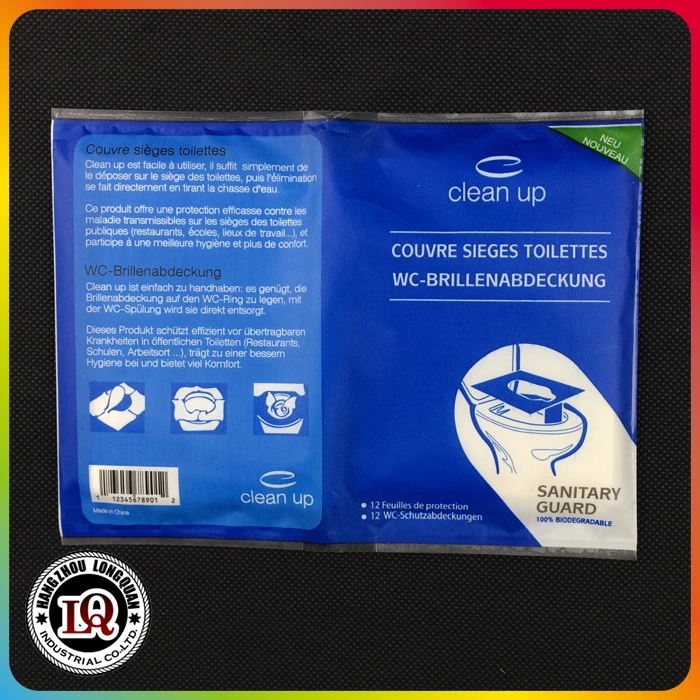 Couvre sièges toilettes
Clean up est facile à utiliser, il suffit simplement de
le déposer sur le siège des toilettes, puis l'élimination
se fait directement en tirant la chasse d'eau.
Ce produit offre une protection efficasse contre les
maladie transmissibles sur les sièges des toilettes
publiques (restaurants, écoles, lieux de travail...), et
participe à une meilleure hygiène et plus de confort.
WC-Brillenabdeckung
Clean up ist einfach zu handhaben: es genügt, die
Brillenabdeckung auf den WC-Ring zu legen, mit
der WC-Spülung wird sie direkt entsorgt.
Dieses Produkt schützt effizient vor übertragbaren
Krankheiten in öffentlichen Toiletten (Restaurants,
Schulen, Arbeitsort ...), trägt zu einer bessern
Hygiene bei und bietet viel Komfort.
1 12345678901 2
Made in China
clean up
NEU
NOUVEAU
clean up
COUVRE SIEGES TOILETTES
WC-BRILLENABDECKUNG
• 12 Feuilles de protection
• 12 WC-Schutzabdeckungen
SANITARY
GUARD
100% BIODEGRADABLE
HANGZHOU LONGQUAN
LQ
INDUSTRIAL CO.LTD.